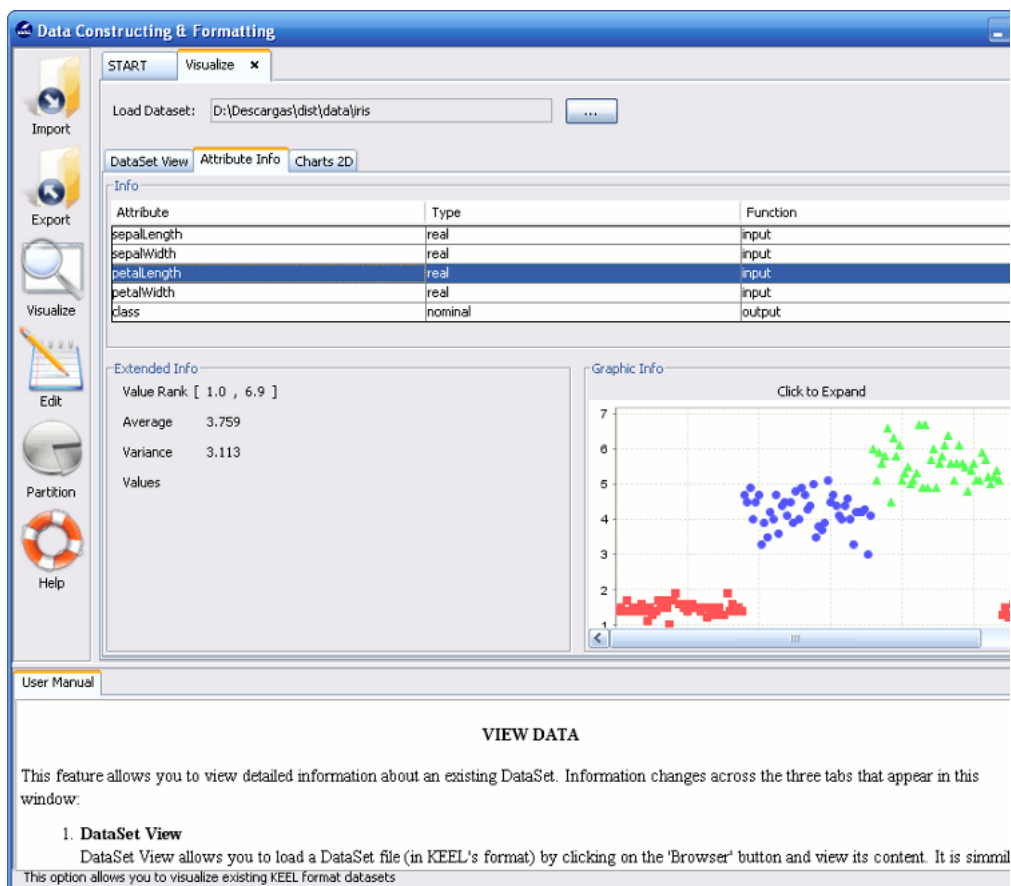 Data Constructing & Formatting
Import
Export
Visualize
Edit
Partition
Help
START
Visualize x
Load Dataset: D:\Descargas\dist\data\iris ...
DataSet View Attribute Info Charts 2D
Info
Attribute Type Function
sepalLength real input
sepalWidth real input
petalLength real input
petalWidth real input
class nominal output
Extended Info
Value Rank [ 1.0 , 6.9 ]
Average 3.759
Variance 3.113
Values
Graphic Info
Click to Expand
7
6
5
4
3
2
1
User Manual
VIEW DATA
This feature allows you to view detailed information about an existing DataSet. Information changes across the three tabs that appear in this
window:
1. DataSet View
DataSet View allows you to load a DataSet file (in KEEL's format) by clicking on the 'Browser' button and view its content. It is simmil
This option allows you to visualize existing KEEL format datasets